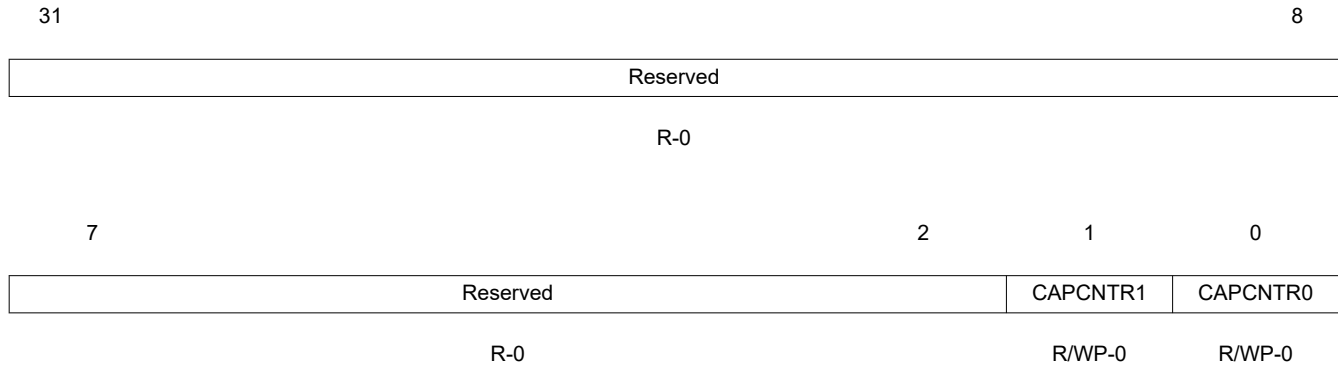 31 8
Reserved
R-0
7 2 1 0
Reserved CAPCNTR1 CAPCNTR0
R-0 R/WP-0 R/WP-0